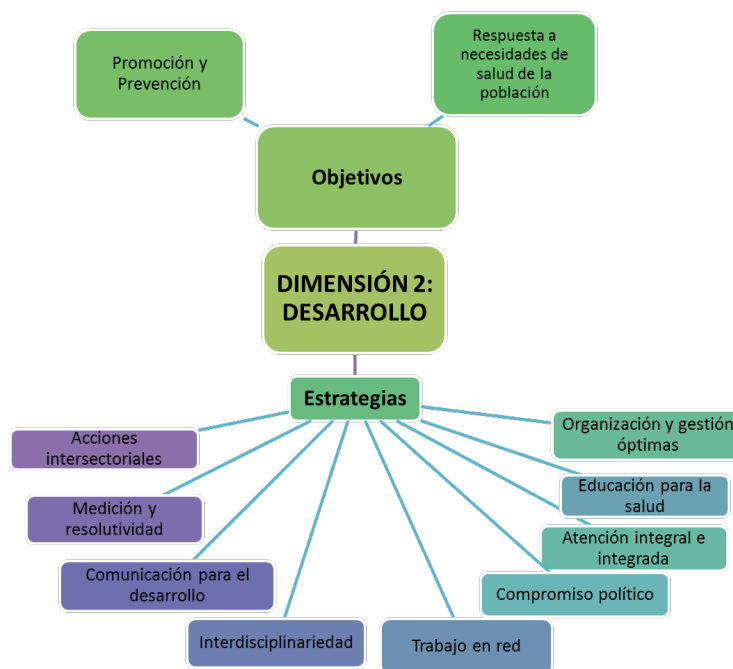 Promoción y
Prevención
Respuesta a
necesidades de
salud de la
población
Objetivos
DIMENSIÓN 2:
DESARROLLO
Estrategias
Acciones
intersectoriales
Medición y
resolutividad
Comunicación para el
desarrollo
Interdisciplinariedad
Trabajo en red
Compromiso político
Atención integral e
integrada
Educación para la
salud
Organización y gestión
óptimas